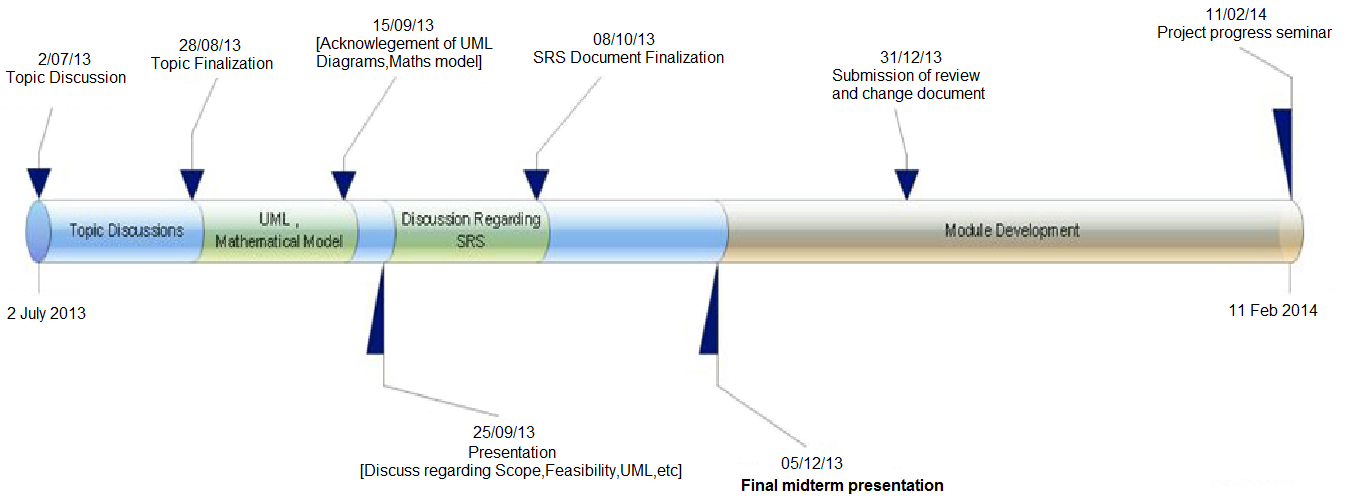 2/07/13
Topic Discussion
28/08/13
Topic Finalization
15/09/13
[Acknowlegement of UML
Diagrams,Maths model]
08/10/13
SRS Document Finalization
31/12/13
Submission of review
and change document
11/02/14
Project progress seminar
Topic Discussions
UML ,
Mathematical Model
Discussion Regarding
SRS
Module Development
2 July 2013
11 Feb 2014
25/09/13
Presentation
[Discuss regarding Scope,Feasibility,UML,etc]
05/12/13
Final midterm presentation